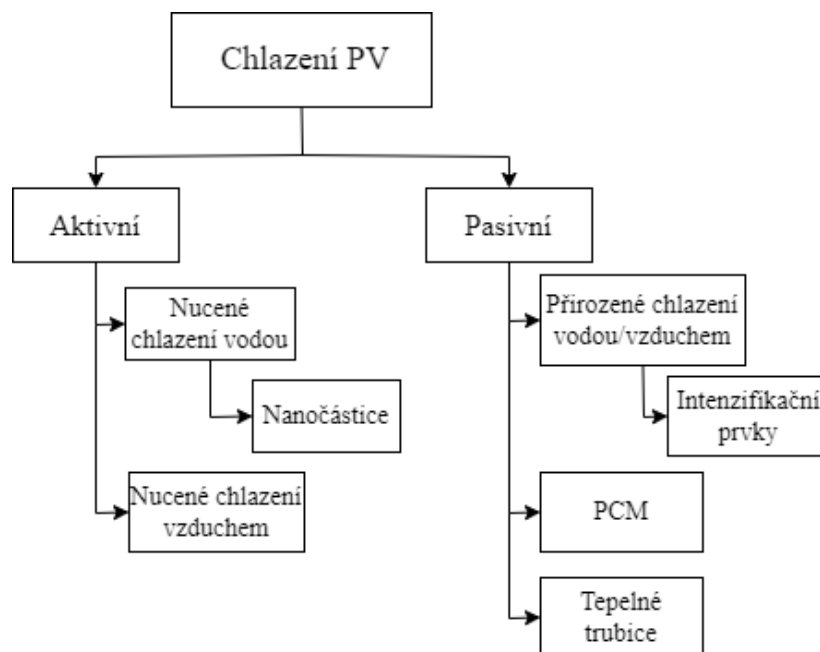 Chlazení PV
Aktivní
Pasivní
Nucené
chlazení vodou
Nanočástice
Nucené chlazení
vzduchem
Přirozené chlazení
vodou/vzduchem
Intenzifikační
prvky
PCM
Tepelné
trubice